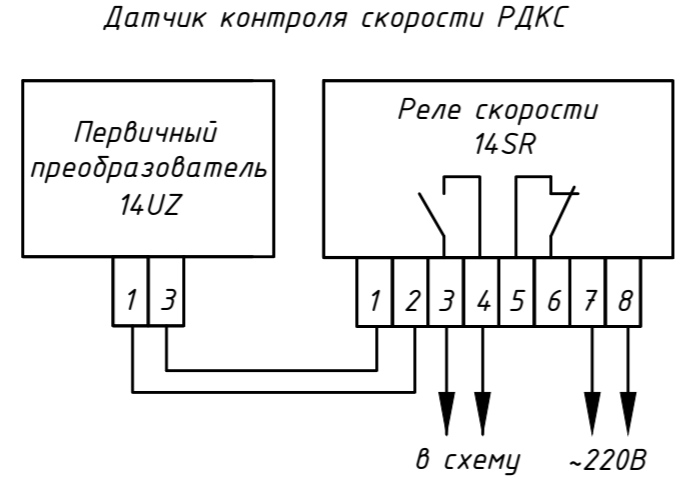 Датчик контроля скорости РДКС
Первичный
преобразователь
14UZ
Реле скорости
14SR
1 3
1 2 3 4 5 6 7 8
в схему
~220В